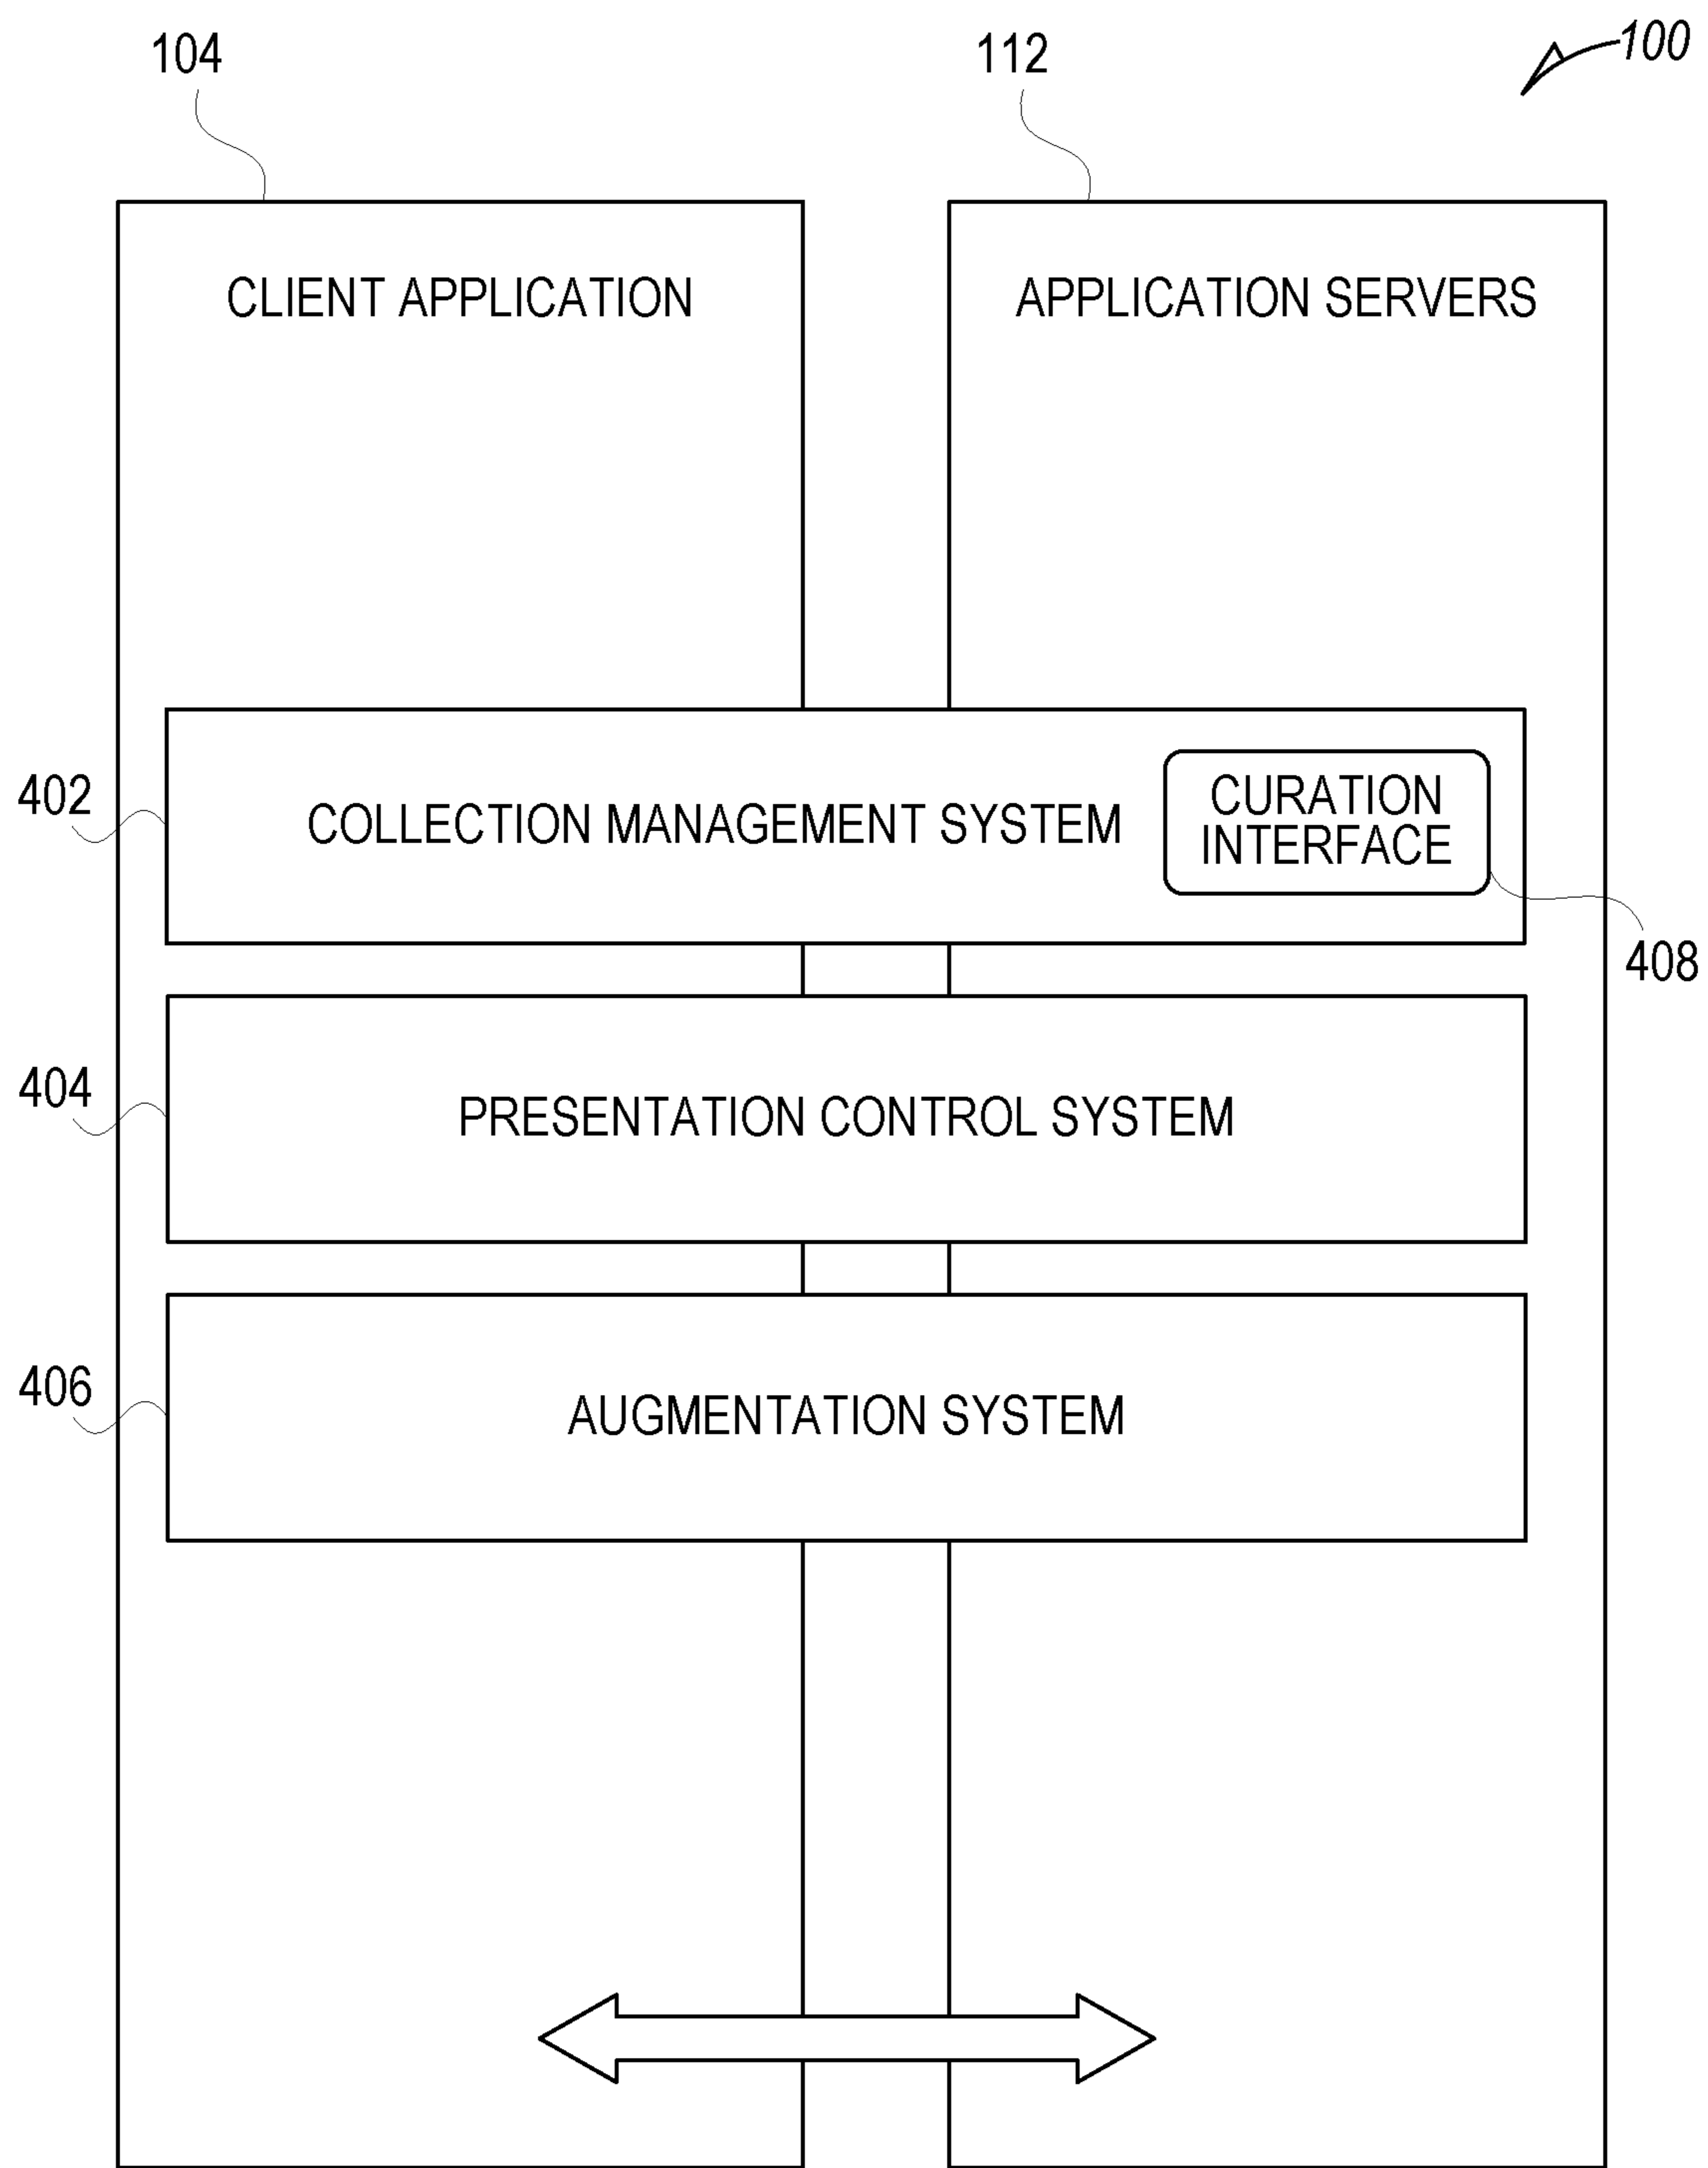 104
112
100
CLIENT APPLICATION
APPLICATION SERVERS
402
COLLECTION MANAGEMENT SYSTEM
CURATION
INTERFACE
408
404
PRESENTATION CONTROL SYSTEM
406
AUGMENTATION SYSTEM